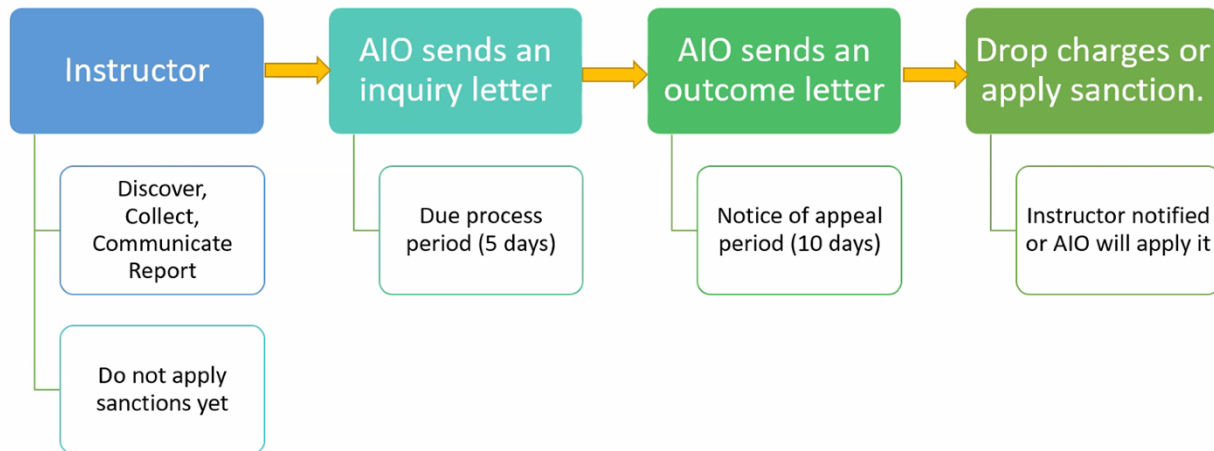 Instructor
AIO sends an
inquiry letter
AIO sends an
outcome letter
Drop charges or
apply sanction.
Discover,
Collect,
Communicate
Report
Due process
period (5 days)
Notice of appeal
period (10 days)
Instructor notified
or AIO will apply it
Do not apply
sanctions yet